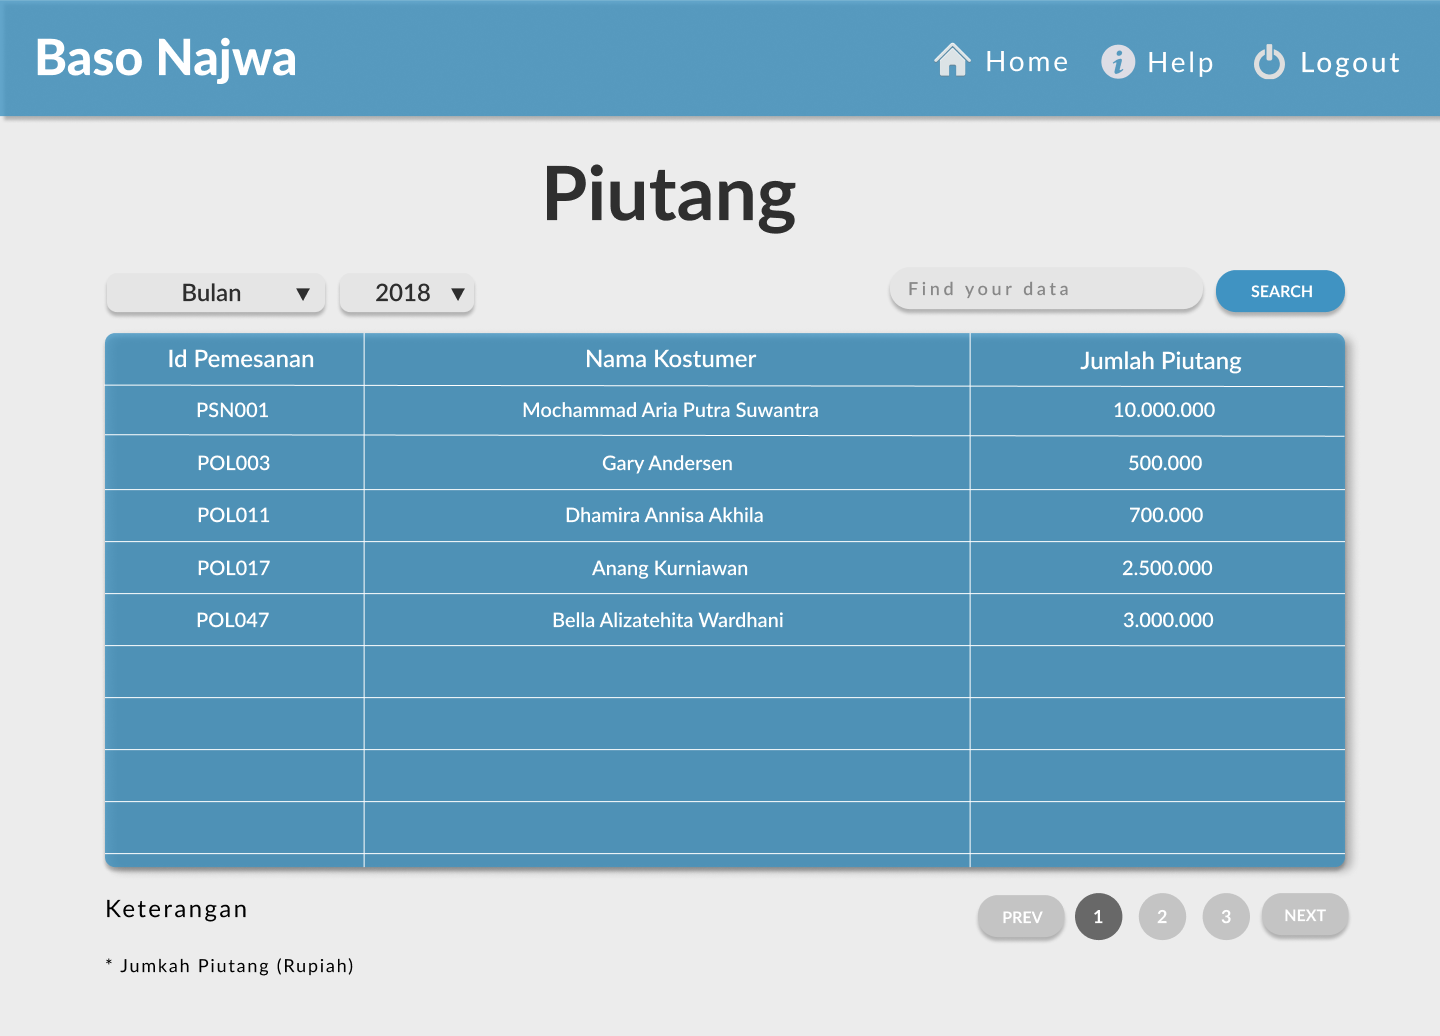 Baso Najwa Home Help Logout
Piutang
Bulan ▼ 2018 ▼ Find your data SEARCH
Id Pemesanan Nama Kostumer Jumlah Piutang
PSN001 Mochammad Aria Putra Suwantra 10.000.000
POL003 Gary Andersen 500.000
POL011 Dhamira Annisa Akhila 700.000
POL017 Anang Kurniawan 2.500.000
POL047 Bella Alizatehita Wardhani 3.000.000
Keterangan PREV 1 2 3 NEXT
* Jumkah Piutang (Rupiah)